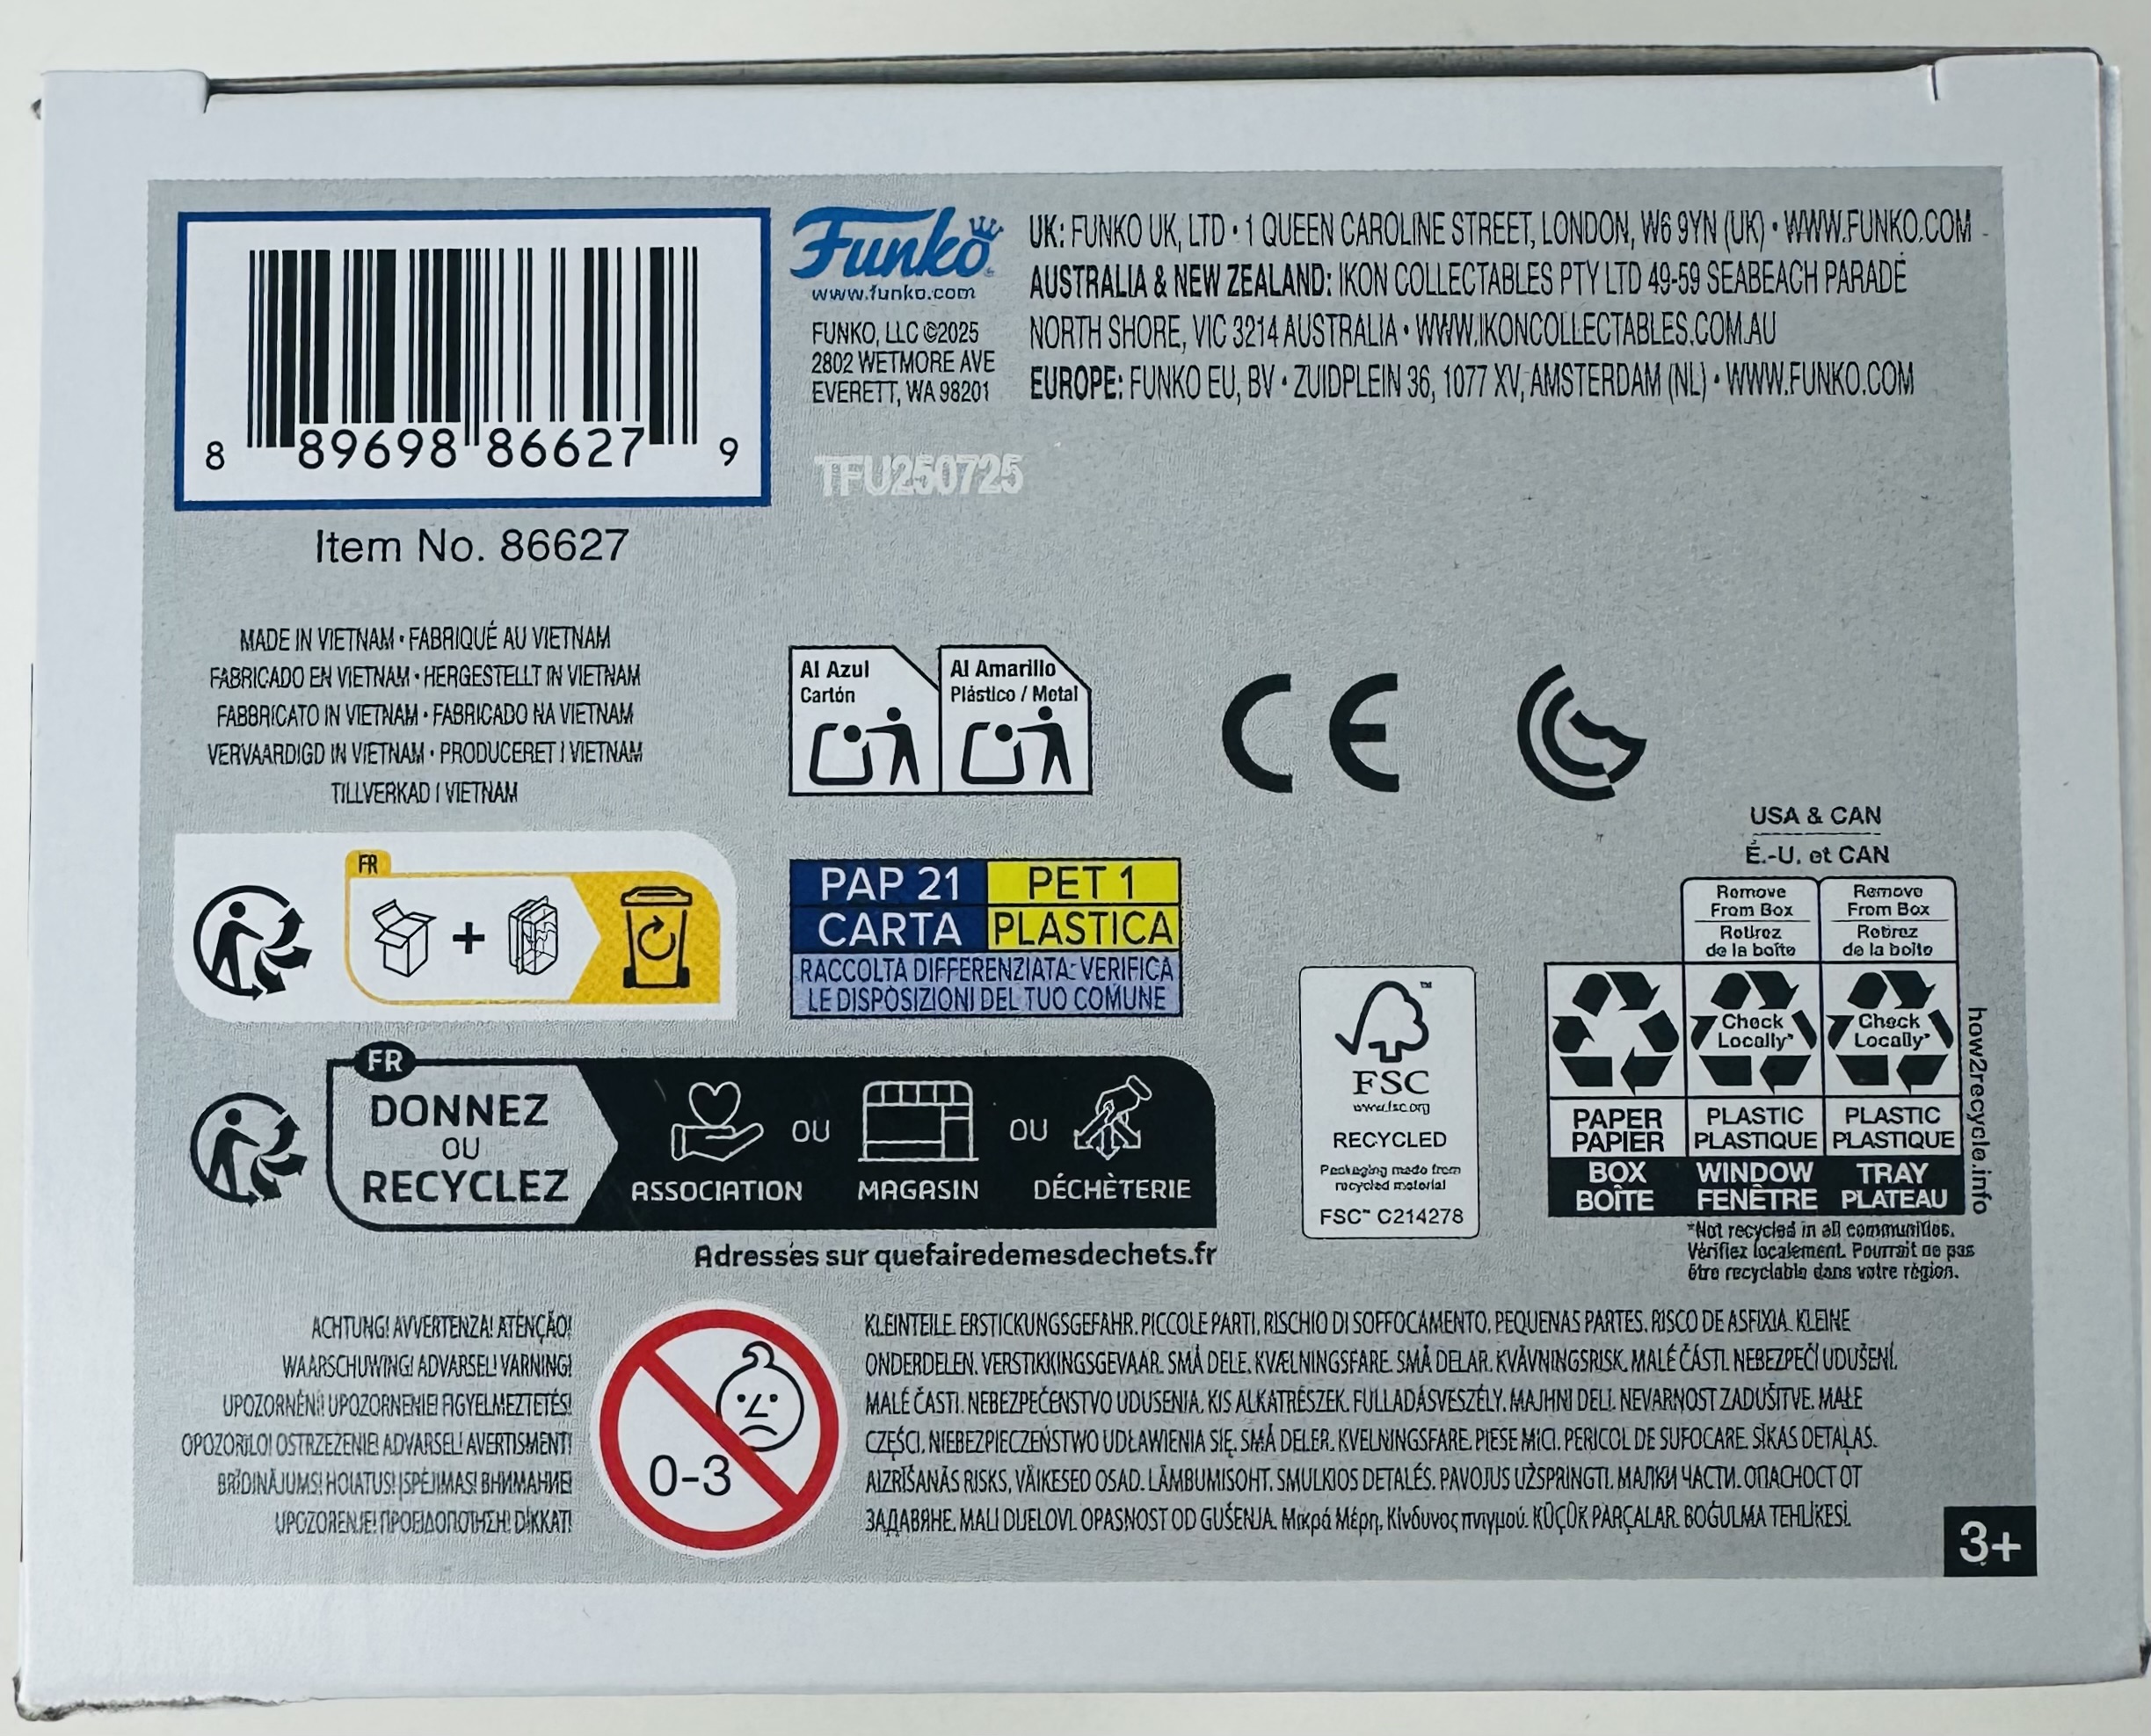 8 89698 86627 9
Item No. 86627
Funko
www.funko.com
FUNKO, LLC ©2025
2802 WETMORE AVE
EVERETT, WA 98201
UK: FUNKO UK, LTD • 1 QUEEN CAROLINE STREET, LONDON, W6 9YN (UK) • WWW.FUNKO.COM
AUSTRALIA & NEW ZEALAND: IKON COLLECTABLES PTY LTD 49-59 SEABEACH PARADE
NORTH SHORE, VIC 3214 AUSTRALIA • WWW.IKONCOLLECTABLES.COM.AU
EUROPE: FUNKO EU, BV • ZUIDPLEIN 36, 1077 XV, AMSTERDAM (NL) • WWW.FUNKO.COM
TFU250725
MADE IN VIETNAM • FABRIQUÉ AU VIETNAM
FABRICADO EN VIETNAM • HERGESTELLT IN VIETNAM
FABBRICATO IN VIETNAM • FABRICADO NA VIETNAM
VERVAARDIGD IN VIETNAM • PRODUCERET I VIETNAM
TILLVERKAD I VIETNAM
Al Azul
Cartón
Al Amarillo
Plástico / Metal
CE
FR
PAP 21
CARTA
PET 1
PLASTICA
RACCOLTA DIFFERENZIATA: VERIFICA
LE DISPOSIZIONI DEL TUO COMUNE
FR
DONNEZ
OU
RECYCLEZ
ASSOCIATION
OU
MAGASIN
OU
DÉCHÈTERIE
Adresses sur quefairedemesdechets.fr
FSC™
www.fsc.org
RECYCLED
Packaging made from
recycled material
FSC™ C214278
USA & CAN
É.-U. et CAN
Remove
From Box
Retirez
de la boîte
Remove
From Box
Retirez
de la boîte
Check
Locally*
Check
Locally*
PAPER
PAPIER
PLASTIC
PLASTIQUE
PLASTIC
PLASTIQUE
BOX
BOÎTE
WINDOW
FENÊTRE
TRAY
PLATEAU
how2recycle.info
*Not recycled in all communities.
Vérifiez localement. Pourrait ne pas
être recyclable dans votre région.
ACHTUNG! AVVERTENZA! ATENÇÃO!
WAARSCHUWING! ADVARSEL! VARNING!
UPOZORNĚNÍ! UPOZORNENIE! FIGYELMEZTETÉS!
OPOZORILO! OSTRZEŻENIE! ADVARSEL! AVERTISMENT!
BRĪDINĀJUMS! HOIATUS! ĮSPĖJIMAS! ВНИМАНИЕ!
UPOZORENJE! ΠΡΟΕΙΔΟΠΟΙΗΣΗ! DİKKAT!
0-3
KLEINTEILE. ERSTICKUNGSGEFAHR. PICCOLE PARTI. RISCHIO DI SOFFOCAMENTO. PEQUENAS PARTES. RISCO DE ASFIXIA. KLEINE
ONDERDELEN. VERSTIKKINGSGEVAAR. SMÅ DELE. KVÆLNINGSFARE. SMÅ DELAR. KVÄVNINGSRISK. MALÉ ČÁSTI. NEBEZPEČÍ UDUŠENÍ.
MALÉ ČASTI. NEBEZPEČENSTVO UDUSENIA. KIS ALKATRÉSZEK. FULLADÁSVESZÉLY. MAJHNI DELI. NEVARNOST ZADUŠITVE. MAŁE
CZĘŚCI. NIEBEZPIECZEŃSTWO UDŁAWIENIA SIĘ. SMÅ DELER. KVELNINGSFARE. PIESE MICI. PERICOL DE SUFOCARE. SĪKAS DETAĻAS.
AIZRĪŠANĀS RISKS, VÄIKESED OSAD. LÄMBUMISOHT. SMULKIOS DETALĖS. PAVOJUS UŽSPRINGTI. МАЛКИ ЧАСТИ. ОПАСНОСТ ОТ
ЗАДАВЯНЕ. MALI DIJELOVI. OPASNOST OD GUŠENJA. Μικρά Μέρη, Κίνδυνος πνιγμού. KÜÇÜK PARÇALAR. BOĞULMA TEHLİKESİ.
3+